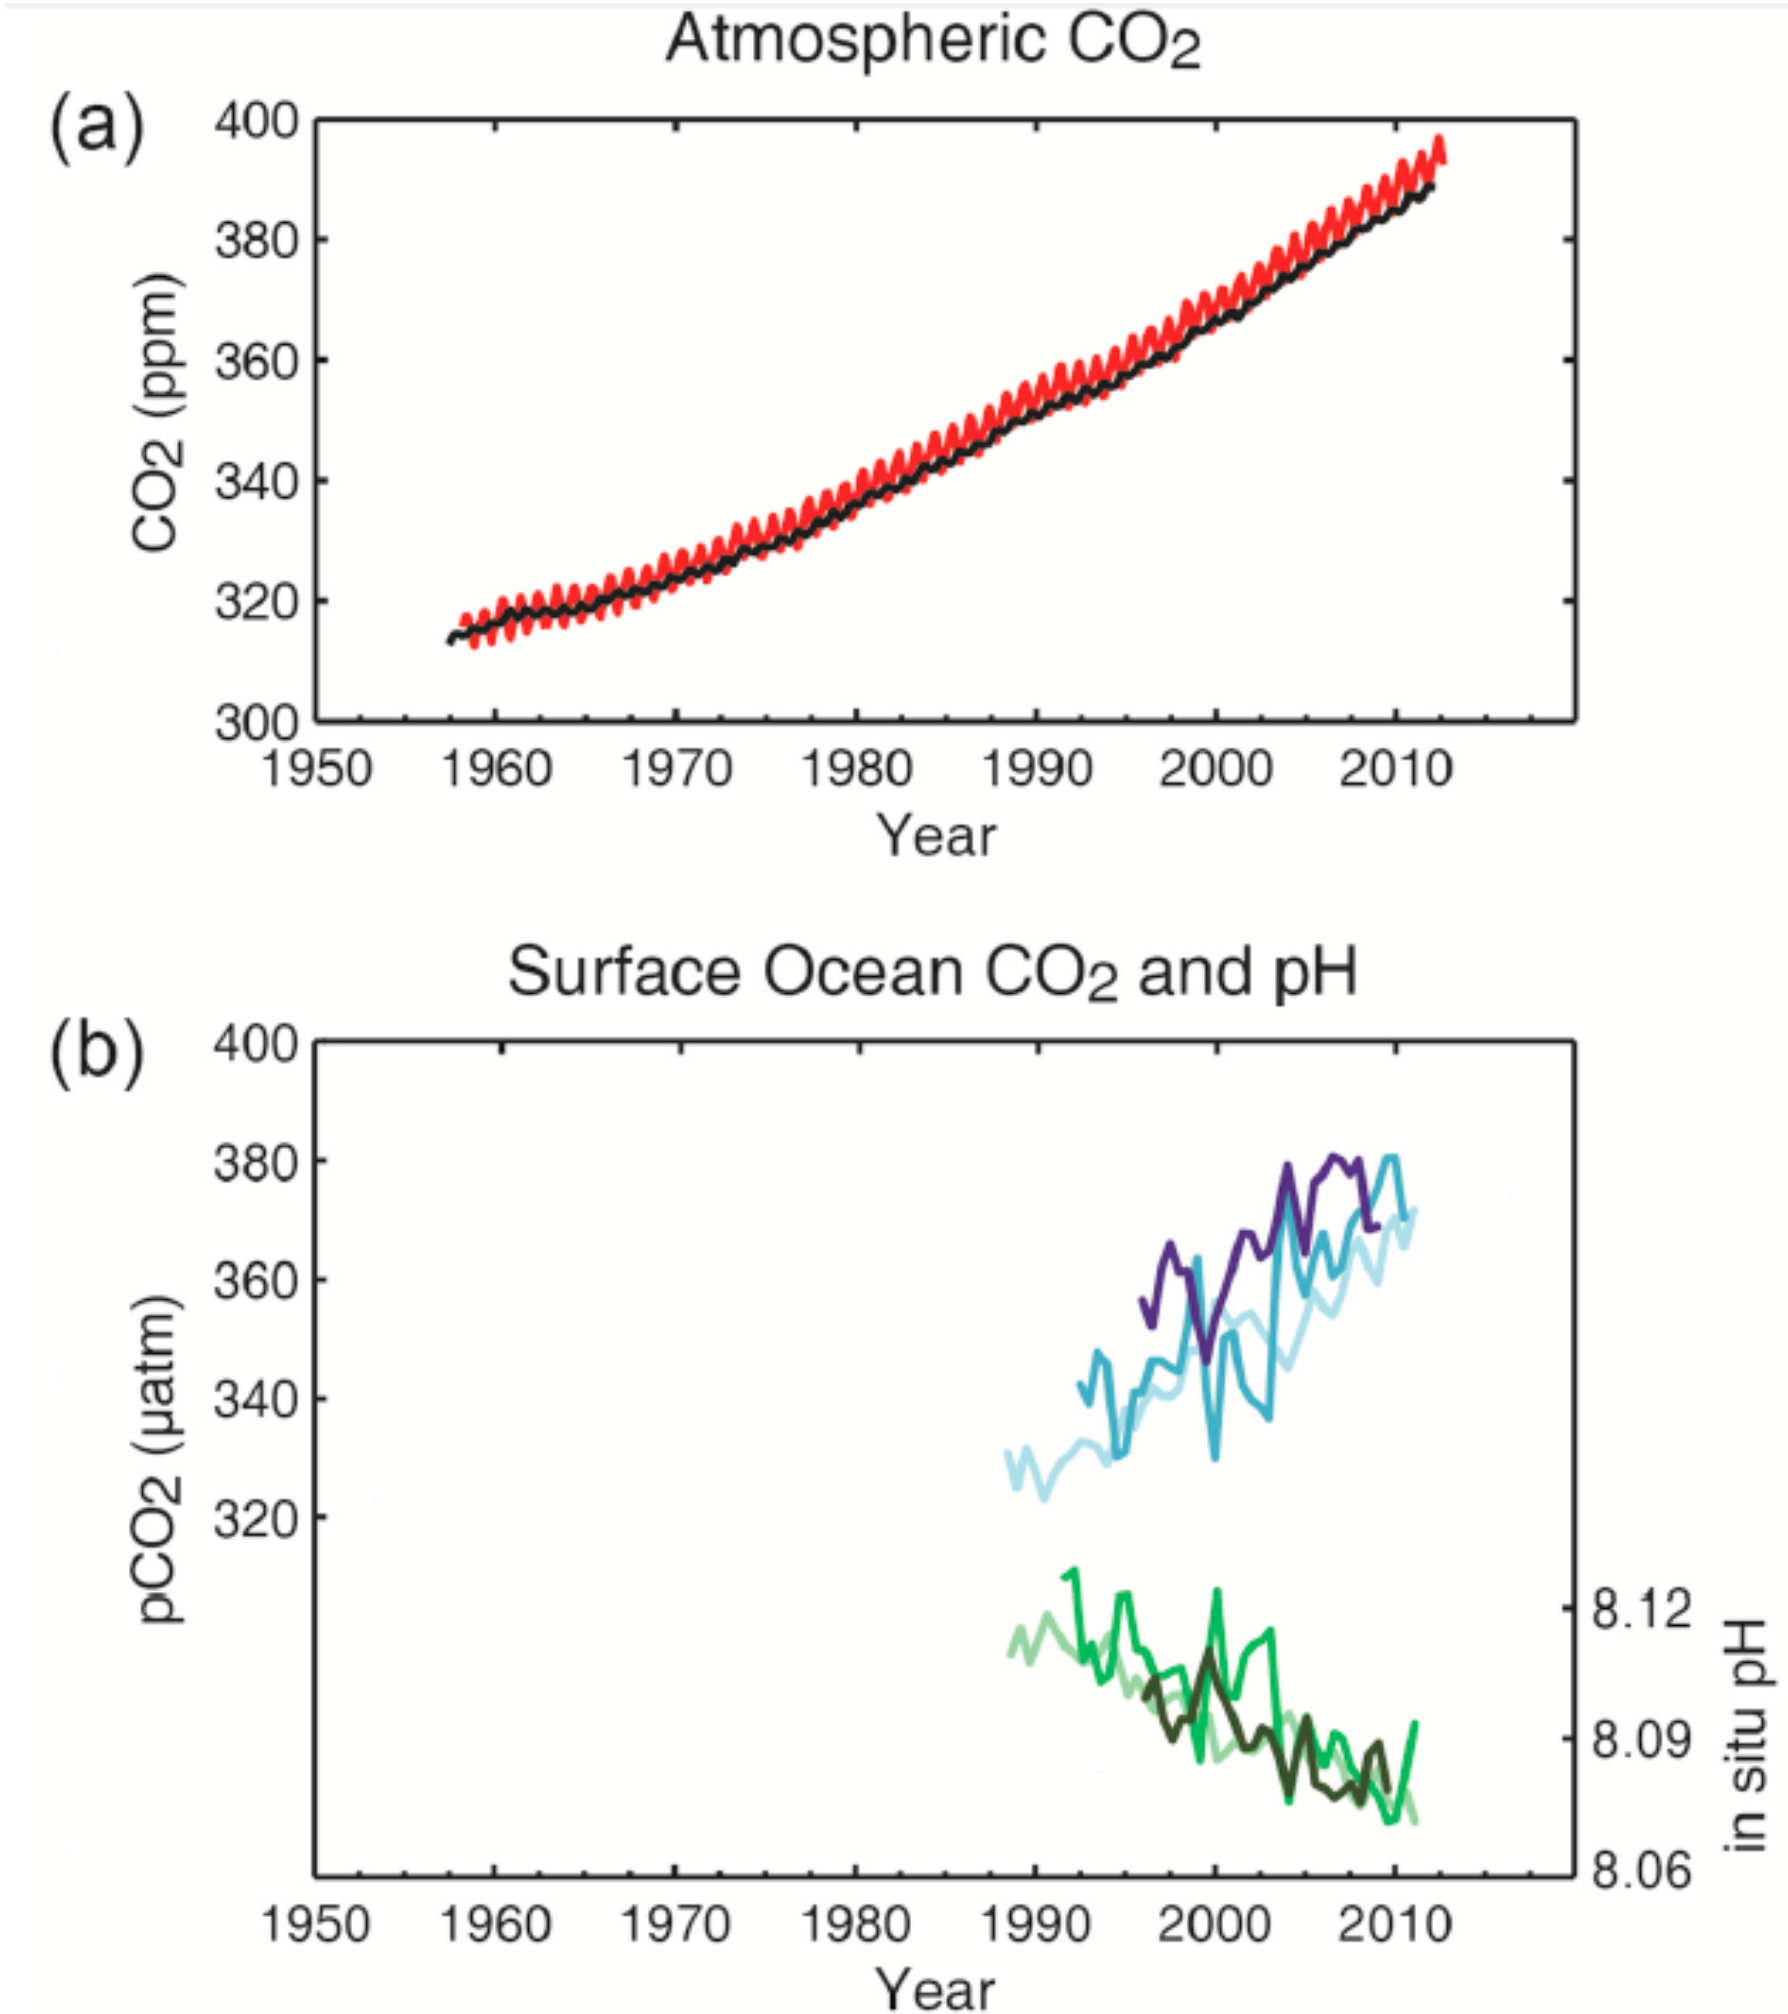 Atmospheric CO2
(a)
400
380
360
340
320
300
CO2 (ppm)
1950 1960 1970 1980 1990 2000 2010
Year
Surface Ocean CO2 and pH
(b)
400
380
360
340
320
pCO2 (µatm)
8.12
8.09
8.06
in situ pH
1950 1960 1970 1980 1990 2000 2010
Year